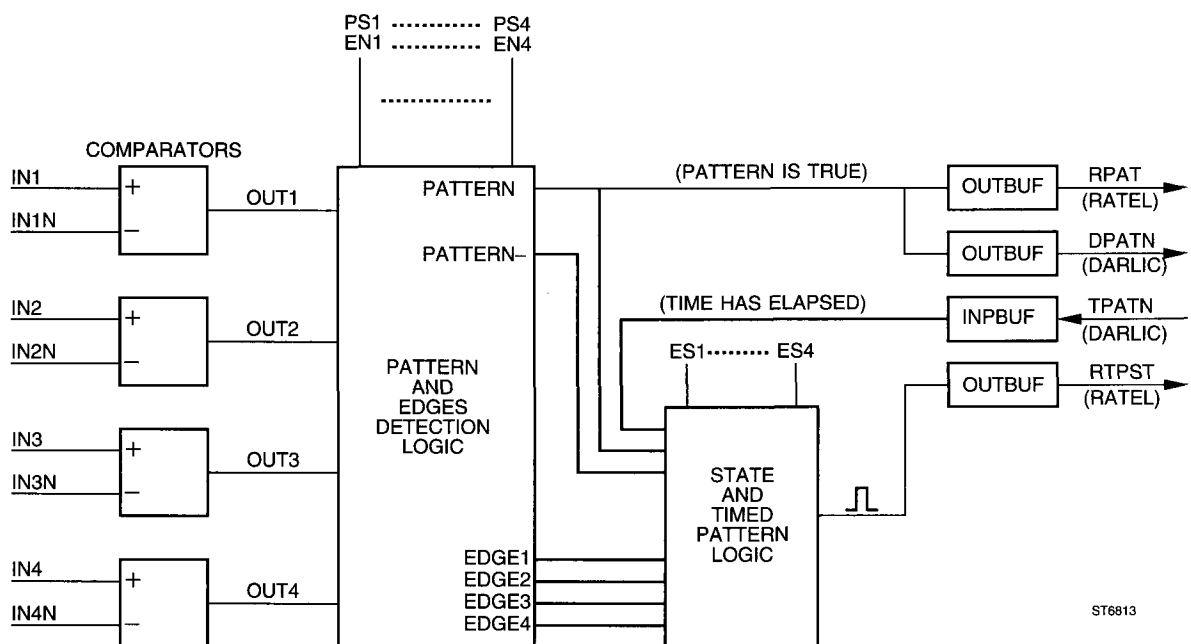 PS1 ............ PS4
EN1 ............ EN4
COMPARATORS
IN1
+
IN1N
−
OUT1
IN2
+
IN2N
−
OUT2
IN3
+
IN3N
−
OUT3
IN4
+
IN4N
−
OUT4
PATTERN
PATTERN−
PATTERN
AND
EDGES
DETECTION
LOGIC
EDGE1
EDGE2
EDGE3
EDGE4
(PATTERN IS TRUE)
(TIME HAS ELAPSED)
ES1 ......... ES4
STATE
AND
TIMED
PATTERN
LOGIC
OUTBUF
RPAT
(RATEL)
OUTBUF
DPATN
(DARLIC)
INPBUF
TPATN
(DARLIC)
OUTBUF
RTPST
(RATEL)
ST6813